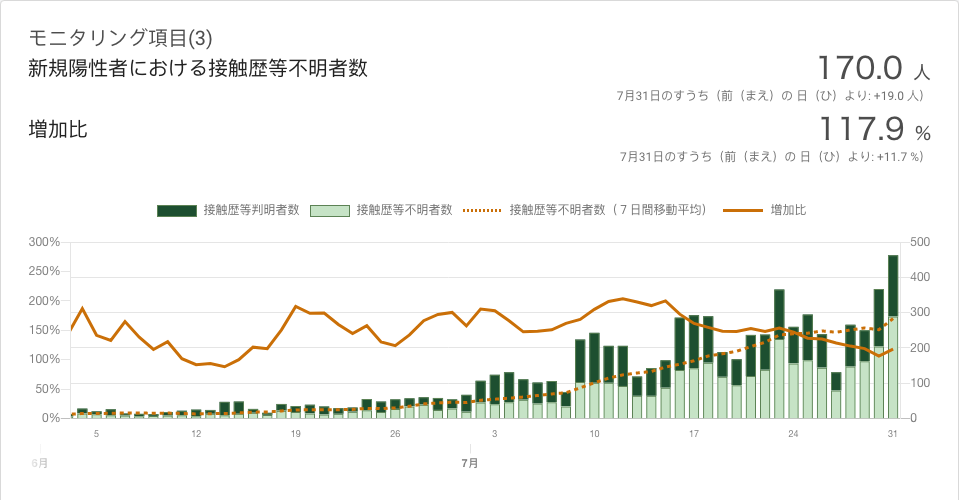 モニタリング項目(3)
新規陽性者における接触歴等不明者数
170.0 人
7月31日のすうち（前（まえ）の 日（ひ）より: +19.0 人）
増加比
117.9 %
7月31日のすうち（前（まえ）の 日（ひ）より: +11.7 %）
接触歴等判明者数 接触歴等不明者数 接触歴等不明者数（７日間移動平均） 増加比
300% 500
250% 400
200% 300
150%
100% 200
50% 100
0% 0
5 12 19 26 3 10 17 24 31
6月 7月